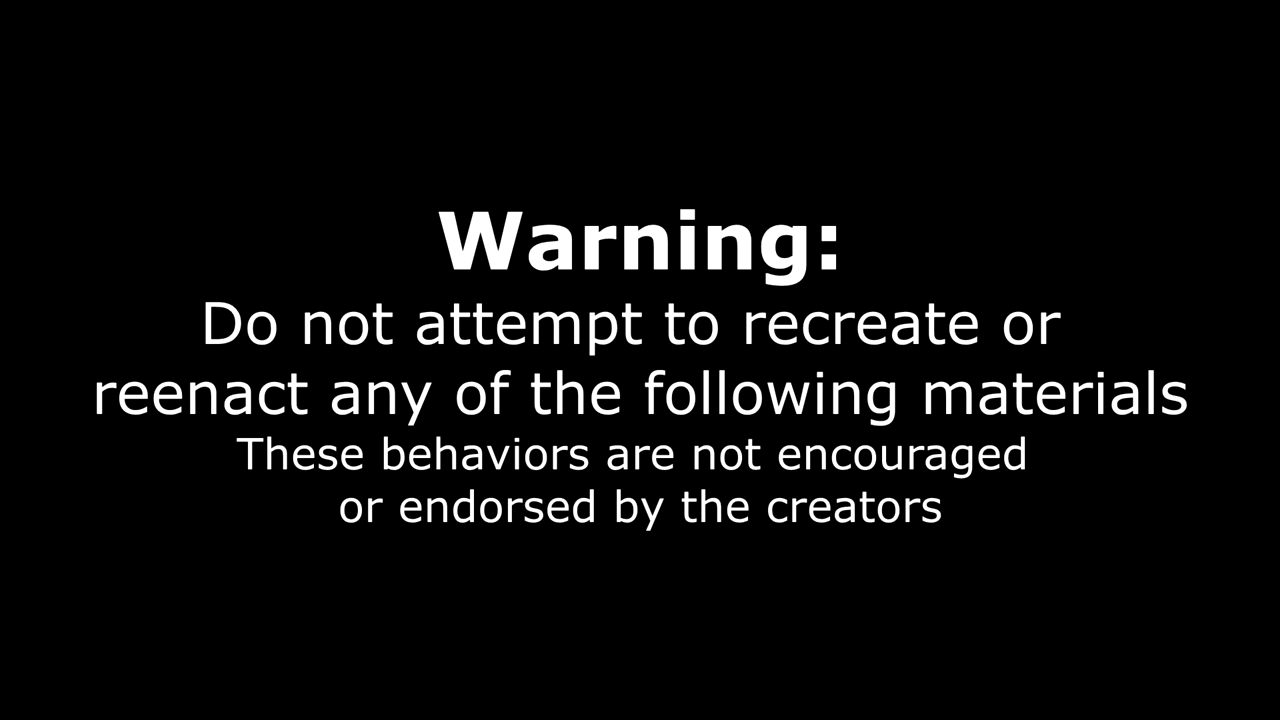 Warning:
Do not attempt to recreate or
reenact any of the following materials
These behaviors are not encouraged
or endorsed by the creators